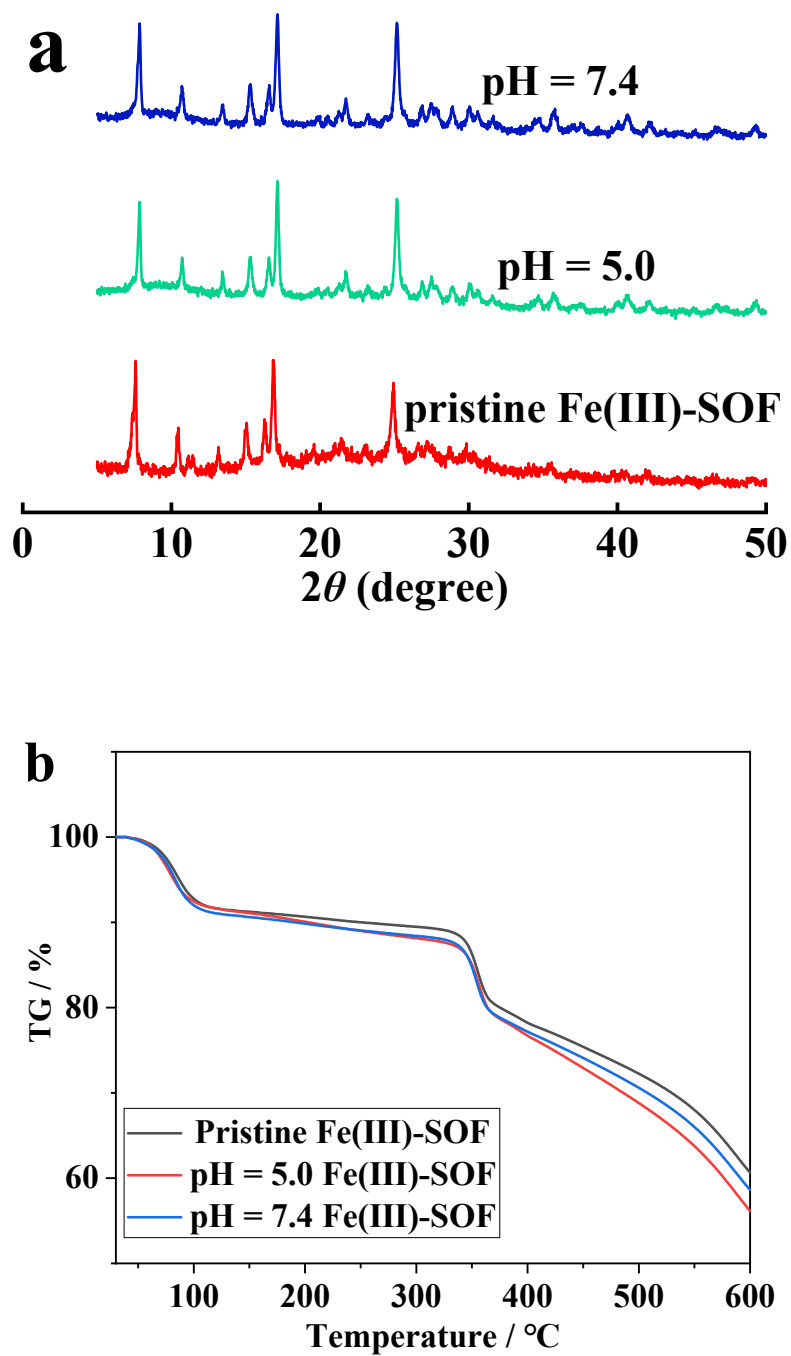 a
pH = 7.4
pH = 5.0
pristine Fe(III)-SOF
0 10 20 30 40 50
2θ (degree)
b
100
80
60
TG / %
Pristine Fe(III)-SOF
pH = 5.0 Fe(III)-SOF
pH = 7.4 Fe(III)-SOF
100 200 300 400 500 600
Temperature / °C